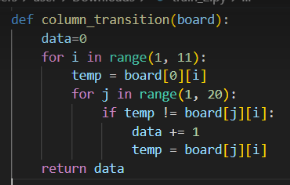 def column_transition(board):
    data=0
    for i in range(1, 11):
        temp = board[0][i]
        for j in range(1, 20):
            if temp != board[j][i]:
                data += 1
                temp = board[j][i]
    return data